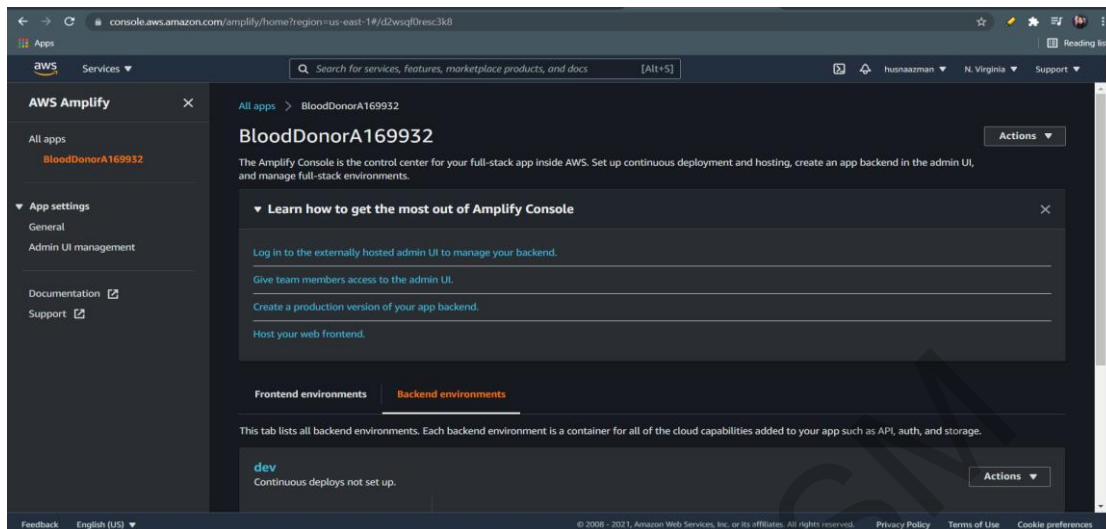 console.aws.amazon.com/amplify/home?region=us-east-1#/d2wsqf0resc3k8
Apps
Reading lis
aws
Services ▼
Search for services, features, marketplace products, and docs
[Alt+S]
husnaazman ▼
N. Virginia ▼
Support ▼
AWS Amplify
All apps
BloodDonorA169932
App settings
General
Admin UI management
Documentation
Support
All apps > BloodDonorA169932
BloodDonorA169932
Actions ▼
The Amplify Console is the control center for your full-stack app inside AWS. Set up continuous deployment and hosting, create an app backend in the admin UI,
and manage full-stack environments.
Learn how to get the most out of Amplify Console
Log in to the externally hosted admin UI to manage your backend.
Give team members access to the admin UI.
Create a production version of your app backend.
Host your web frontend.
Frontend environments
Backend environments
This tab lists all backend environments. Each backend environment is a container for all of the cloud capabilities added to your app such as API, auth, and storage.
dev
Continuous deploys not set up.
Actions ▼
Feedback
English (US) ▼
© 2008 - 2021, Amazon Web Services, Inc. or its affiliates. All rights reserved.
Privacy Policy
Terms of Use
Cookie preferences